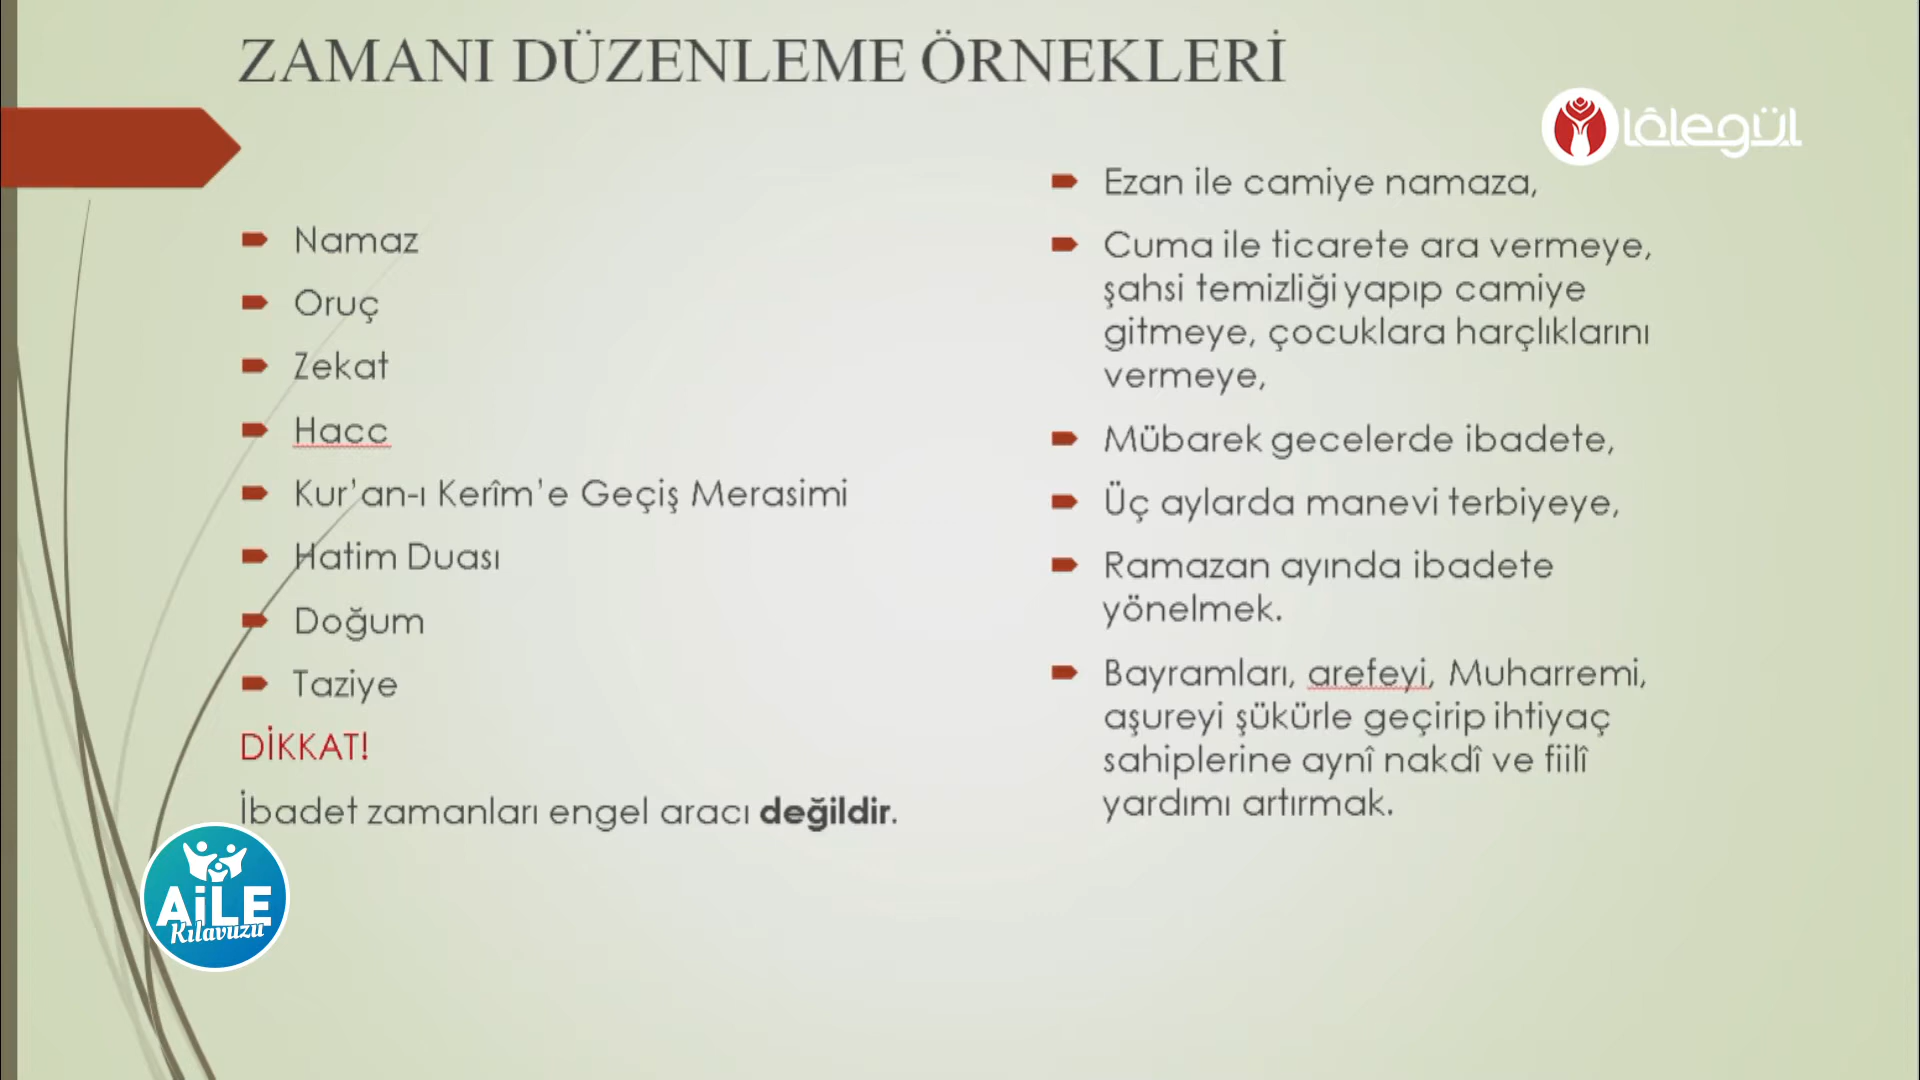 ZAMANI DÜZENLEME ÖRNEKLERİ
lâlegül
Namaz
Oruç
Zekat
Hacc
Kur'an-ı Kerîm'e Geçiş Merasimi
Hatim Duası
Doğum
Taziye
DİKKAT!
İbadet zamanları engel aracı değildir.
Ezan ile camiye namaza,
Cuma ile ticarete ara vermeye,
şahsi temizliği yapıp camiye
gitmeye, çocuklara harçlıklarını
vermeye,
Mübarek gecelerde ibadete,
Üç aylarda manevi terbiyeye,
Ramazan ayında ibadete
yönelmek.
Bayramları, arefeyi, Muharremi,
aşureyi şükürle geçirip ihtiyaç
sahiplerine aynî nakdî ve fiilî
yardımı artırmak.
AiLE
Kılavuzu